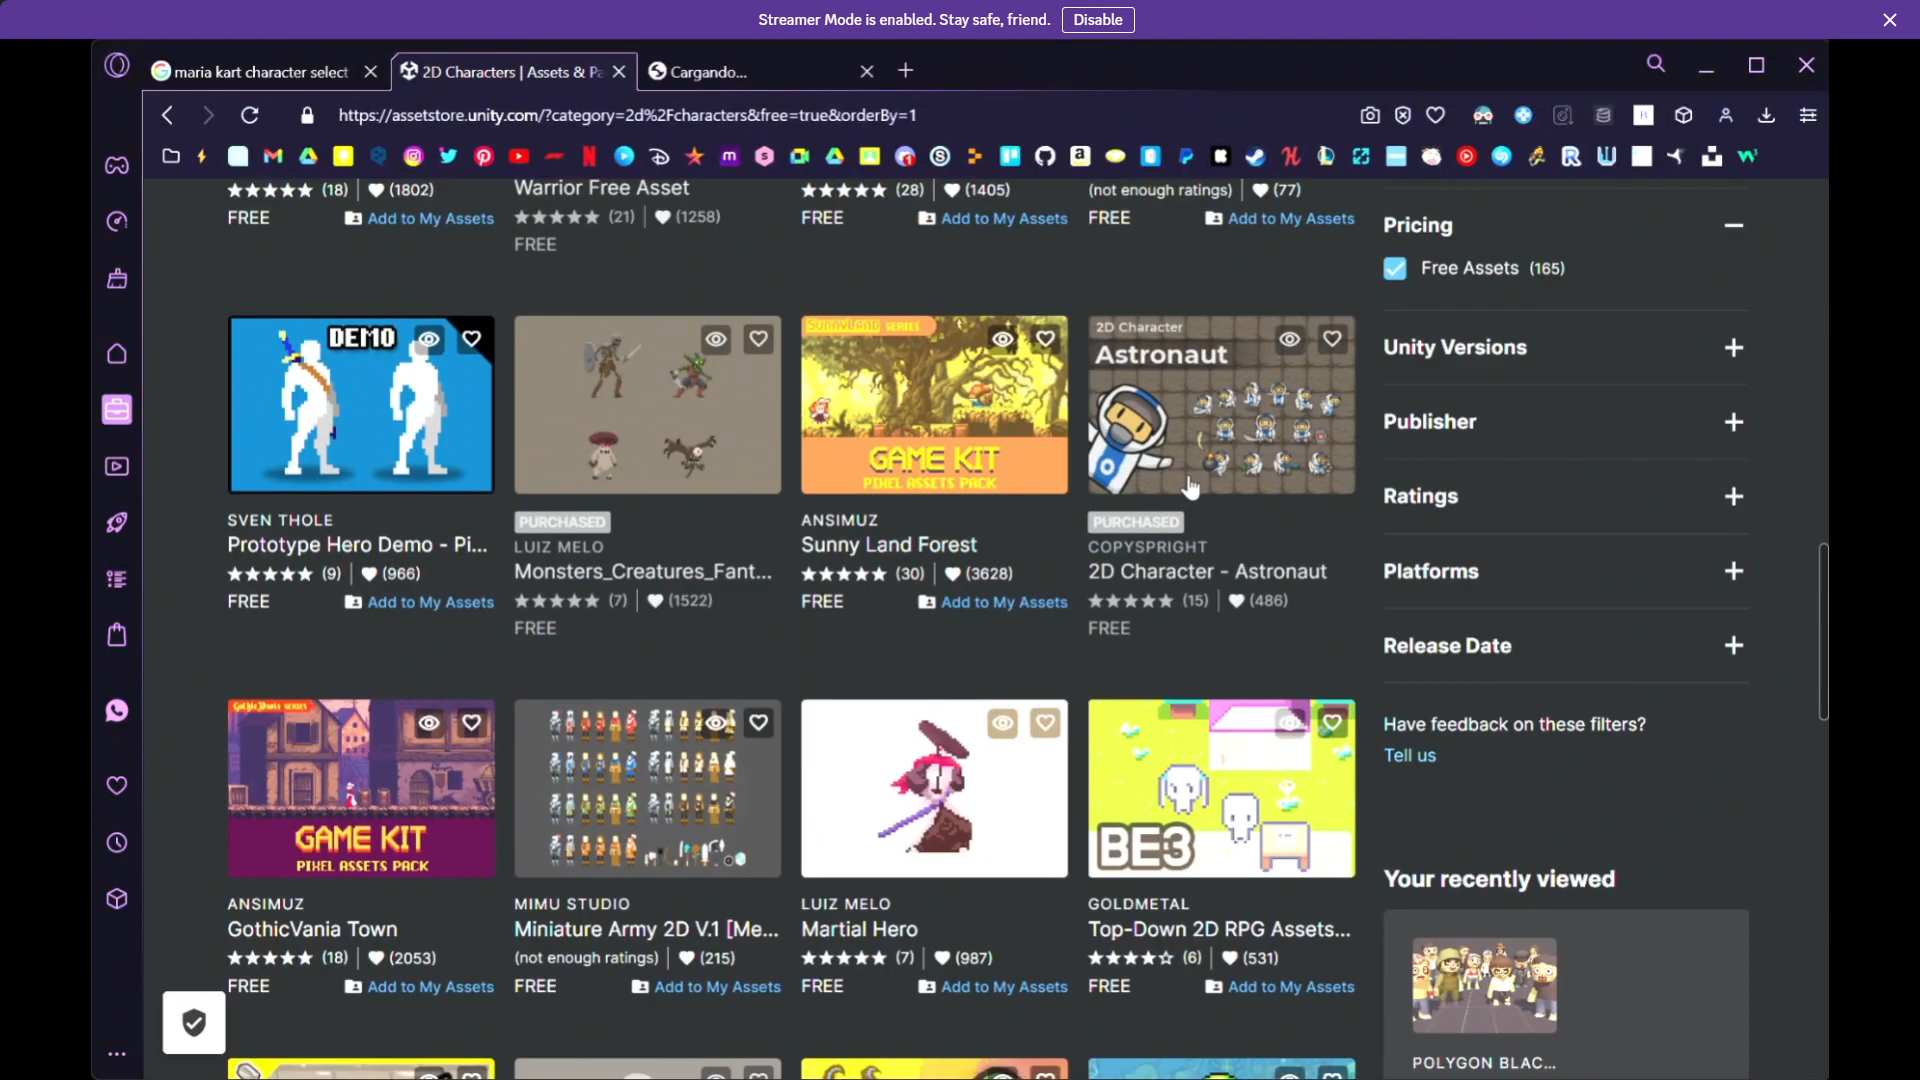 Streamer Mode is enabled. Stay safe, friend. Disable
maria kart character select
2D Characters | Assets & Pa
Cargando...
https://assetstore.unity.com/?category=2d%2Fcharacters&free=true&orderBy=1
(18) (1802)
FREE Add to My Assets
Warrior Free Asset
(21) (1258)
FREE
(28) (1405)
FREE Add to My Assets
(not enough ratings) (77)
FREE Add to My Assets
DEMO
SVEN THOLE
Prototype Hero Demo - Pi...
(9) (966)
FREE Add to My Assets
PURCHASED
LUIZ MELO
Monsters_Creatures_Fant...
(7) (1522)
FREE
SUNNYLAND SERIES
GAME KIT
PIXEL ASSETS PACK
ANSIMUZ
Sunny Land Forest
(30) (3628)
FREE Add to My Assets
2D Character
Astronaut
PURCHASED
COPYSPRIGHT
2D Character - Astronaut
(15) (486)
FREE
GothicVania SERIES
GAME KIT
PIXEL ASSETS PACK
ANSIMUZ
GothicVania Town
(18) (2053)
FREE Add to My Assets
MIMU STUDIO
Miniature Army 2D V.1 [Me...
(not enough ratings) (215)
FREE Add to My Assets
LUIZ MELO
Martial Hero
(7) (987)
FREE Add to My Assets
BE3
GOLDMETAL
Top-Down 2D RPG Assets...
(6) (531)
FREE Add to My Assets
Pricing
Free Assets (165)
Unity Versions
Publisher
Ratings
Platforms
Release Date
Have feedback on these filters?
Tell us
Your recently viewed
POLYGON BLAC...